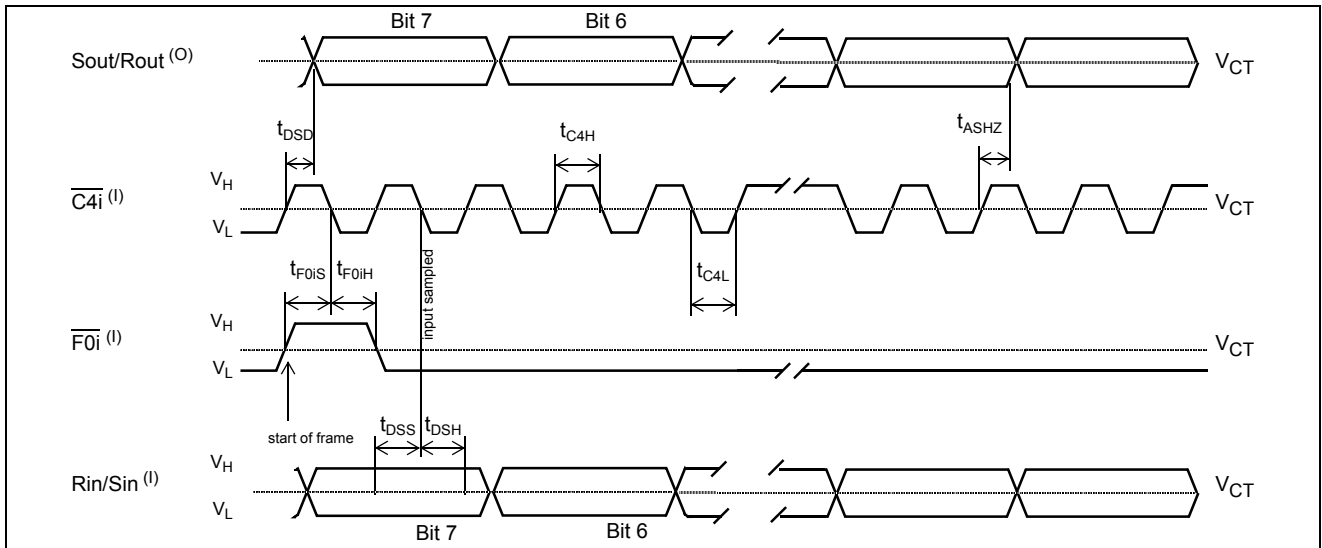 Bit 7 Bit 6
Sout/Rout (O) VCT
tDSD tC4H tASHZ
VH
C4i (I) VCT
VL
tF0iS tF0iH input sampled tC4L
VH
F0i (I) VCT
VL
start of frame tDSS tDSH
VH
Rin/Sin (I) VCT
VL
Bit 7 Bit 6